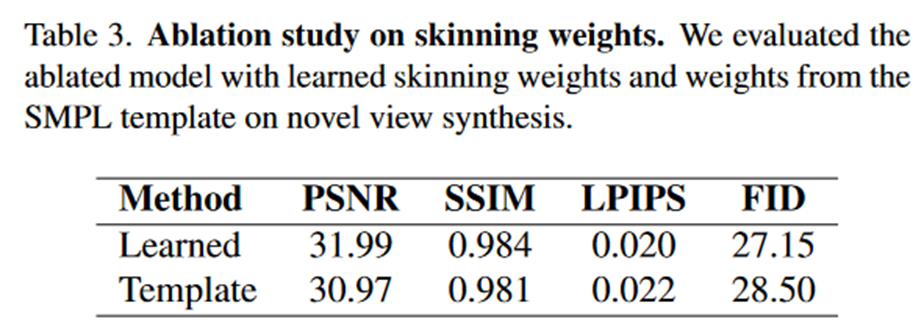 Table 3. Ablation study on skinning weights. We evaluated the
ablated model with learned skinning weights and weights from the
SMPL template on novel view synthesis.
Method PSNR SSIM LPIPS FID
Learned 31.99 0.984 0.020 27.15
Template 30.97 0.981 0.022 28.50